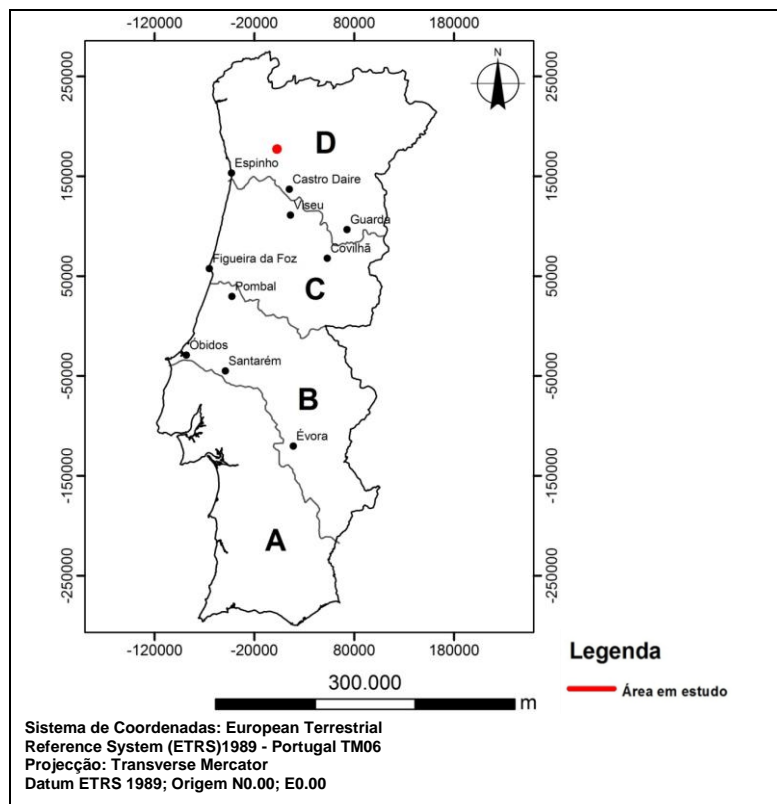 -120000 -20000 80000 180000
N
250000 250000
D
Espinho
150000 150000
Castro Daire
Viseu
Guarda
Covilhã
Figueira da Foz
50000 50000
C
Pombal
Óbidos
-50000 -50000
Santarém
B
Évora
-150000 -150000
A
-250000 -250000
-120000 -20000 80000 180000
Legenda
Área em estudo
300.000
m
Sistema de Coordenadas: European Terrestrial
Reference System (ETRS)1989 - Portugal TM06
Projecção: Transverse Mercator
Datum ETRS 1989; Origem N0.00; E0.00